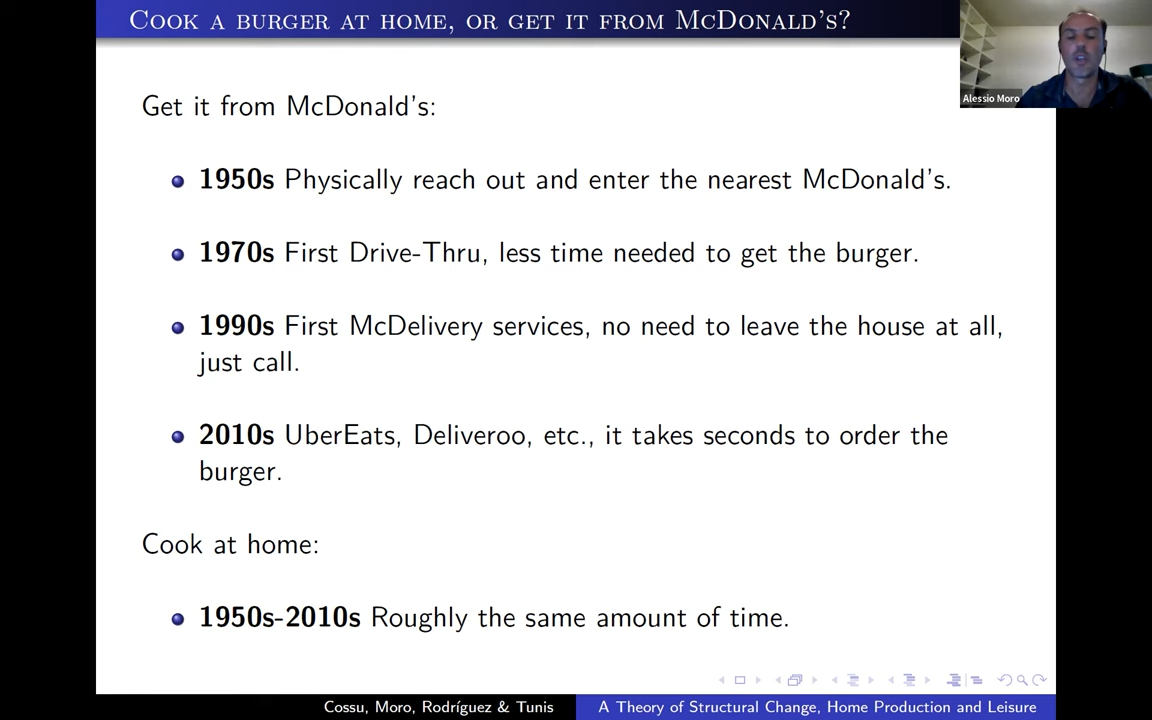 Cook a burger at home, or get it from McDonald's?
Alessio Moro
Get it from McDonald's:
1950s Physically reach out and enter the nearest McDonald's.
1970s First Drive-Thru, less time needed to get the burger.
1990s First McDelivery services, no need to leave the house at all,
just call.
2010s UberEats, Deliveroo, etc., it takes seconds to order the
burger.
Cook at home:
1950s-2010s Roughly the same amount of time.
Cossu, Moro, Rodríguez & Tunis
A Theory of Structural Change, Home Production and Leisure